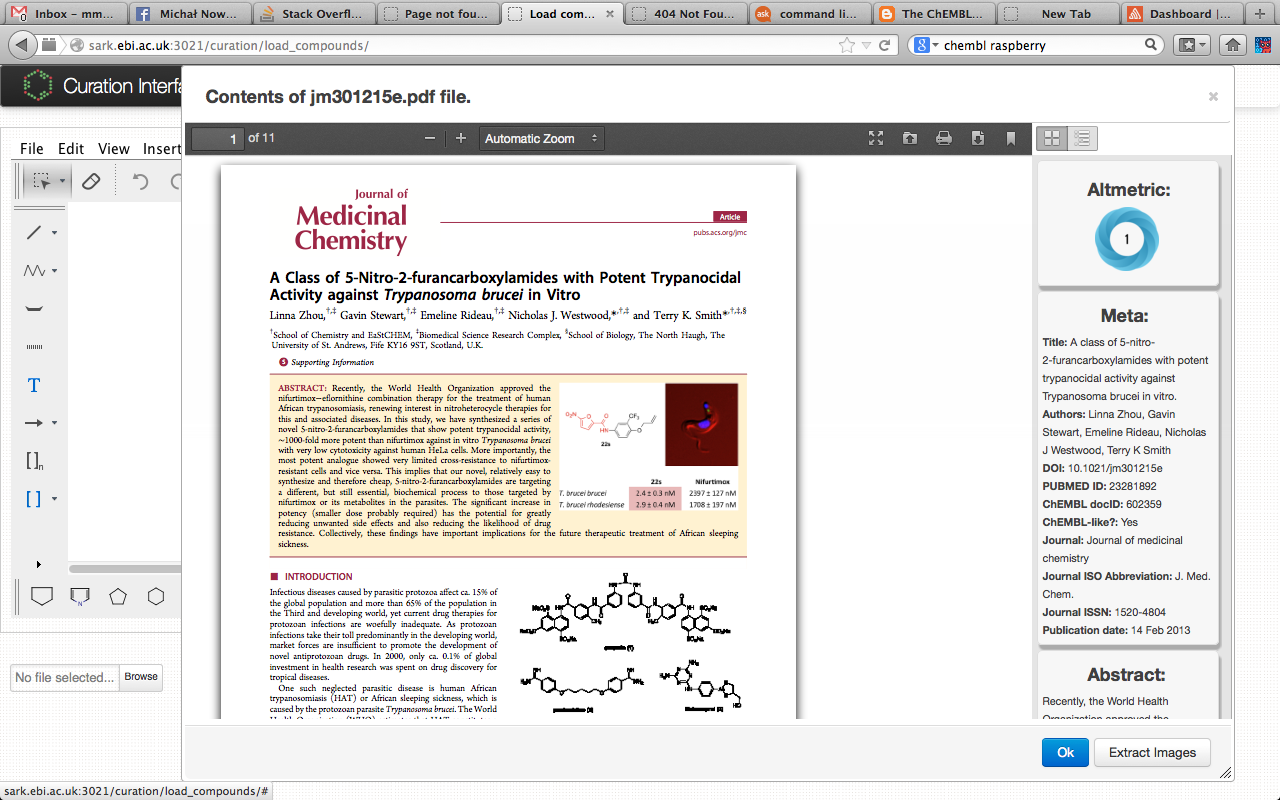 Inbox – mm...
Michał Now...
Stack Overfl...
Page not fou...
Load com...
404 Not Fou...
ask
command li...
The ChEMBL...
New Tab
Dashboard |...
sark.ebi.ac.uk:3021/curation/load_compounds/
chembl raspberry
Curation Interfa
Contents of jm301215e.pdf file.
File Edit View Insert
1 of 11
Automatic Zoom
T
[ ]n
[ ]
N
No file selected... Browse
Journal of
Medicinal
Chemistry
Article
pubs.acs.org/jmc
A Class of 5-Nitro-2-furancarboxylamides with Potent Trypanocidal
Activity against Trypanosoma brucei in Vitro
Linna Zhou,†,‡ Gavin Stewart,†,‡ Emeline Rideau,†,‡ Nicholas J. Westwood,*,†,‡ and Terry K. Smith*,†,‡,§
†School of Chemistry and EaStCHEM, ‡Biomedical Science Research Complex, §School of Biology, The North Haugh, The
University of St. Andrews, Fife KY16 9ST, Scotland, U.K.
S Supporting Information
ABSTRACT: Recently, the World Health Organization approved the
nifurtimox−eflornithine combination therapy for the treatment of human
African trypanosomiasis, renewing interest in nitroheterocycle therapies for
this and associated diseases. In this study, we have synthesized a series of
novel 5-nitro-2-furancarboxylamides that show potent trypanocidal activity,
∼1000-fold more potent than nifurtimox against in vitro Trypanosoma brucei
with very low cytotoxicity against human HeLa cells. More importantly, the
most potent analogue showed very limited cross-resistance to nifurtimox-
resistant cells and vice versa. This implies that our novel, relatively easy to
synthesize and therefore cheap, 5-nitro-2-furancarboxylamides are targeting
a different, but still essential, biochemical process to those targeted by
nifurtimox or its metabolites in the parasites. The significant increase in
potency (smaller dose probably required) has the potential for greatly
reducing unwanted side effects and also reducing the likelihood of drug
resistance. Collectively, these findings have important implications for the future therapeutic treatment of African sleeping
sickness.
O2N O O N H CF3 O
22s
22s Nifurtimox
T. brucei brucei 2.4 ± 0.3 nM 2397 ± 127 nM
T. brucei rhodesiense 2.9 ± 0.4 nM 1708 ± 197 nM
INTRODUCTION
Infectious diseases caused by parasitic protozoa affect ca. 15% of
the global population and more than 65% of the population in
the Third and developing world, yet current drug therapies for
protozoan infections are woefully inadequate. As protozoan
infections take their toll predominantly in the developing world,
market forces are insufficient to promote the development of
novel antiprotozoan drugs. In 2000, only ca. 0.1% of global
investment in health research was spent on drug discovery for
tropical diseases.
One such neglected parasitic disease is human African
trypanosomiasis (HAT) or African sleeping sickness, which is
caused by the protozoan parasite Trypanosoma brucei. The World
Altmetric:
1
Meta:
Title: A class of 5-nitro-
2-furancarboxylamides with potent
trypanocidal activity against
Trypanosoma brucei in vitro.
Authors: Linna Zhou, Gavin
Stewart, Emeline Rideau, Nicholas
J Westwood, Terry K Smith
DOI: 10.1021/jm301215e
PUBMED ID: 23281892
ChEMBL docID: 602359
ChEMBL-like?: Yes
Journal: Journal of medicinal
chemistry
Journal ISO Abbreviation: J. Med.
Chem.
Journal ISSN: 1520-4804
Publication date: 14 Feb 2013
Abstract:
Recently, the World Health
Organization approved the
Ok
Extract Images
sark.ebi.ac.uk:3021/curation/load_compounds/#